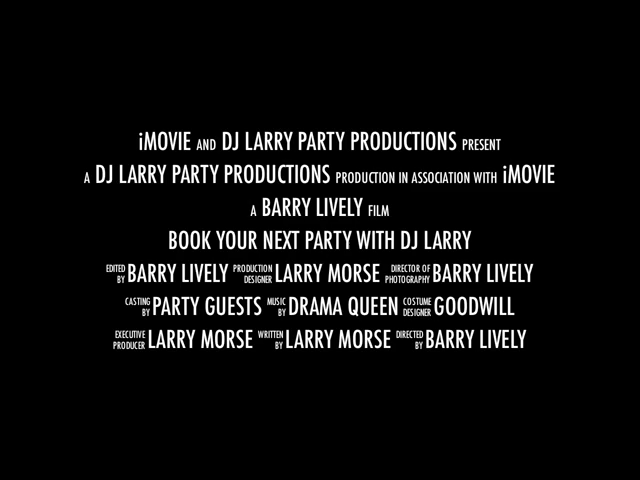 iMOVIE AND DJ LARRY PARTY PRODUCTIONS PRESENT
A DJ LARRY PARTY PRODUCTIONS PRODUCTION IN ASSOCIATION WITH iMOVIE
A BARRY LIVELY FILM
BOOK YOUR NEXT PARTY WITH DJ LARRY
EDITED BY BARRY LIVELY PRODUCTION DESIGNER LARRY MORSE DIRECTOR OF PHOTOGRAPHY BARRY LIVELY
CASTING BY PARTY GUESTS MUSIC BY DRAMA QUEEN COSTUME DESIGNER GOODWILL
EXECUTIVE PRODUCER LARRY MORSE WRITTEN BY LARRY MORSE DIRECTED BY BARRY LIVELY